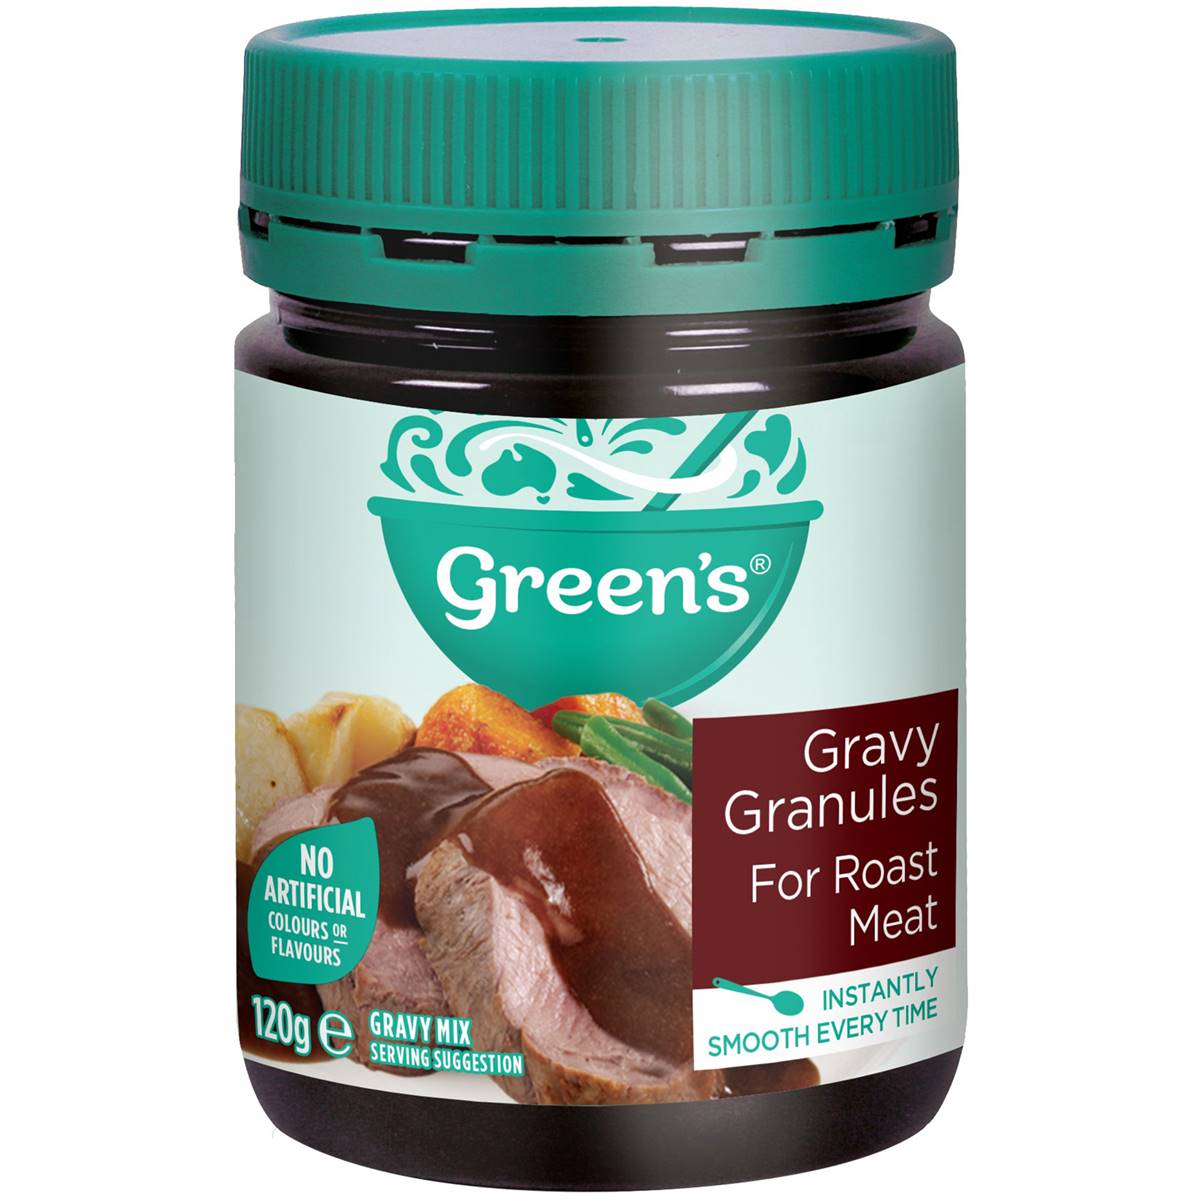 Green's®
Gravy
Granules
For Roast
Meat
INSTANTLY
SMOOTH EVERY TIME
NO
ARTIFICIAL
COLOURS OR
FLAVOURS
120g e
GRAVY MIX
SERVING SUGGESTION